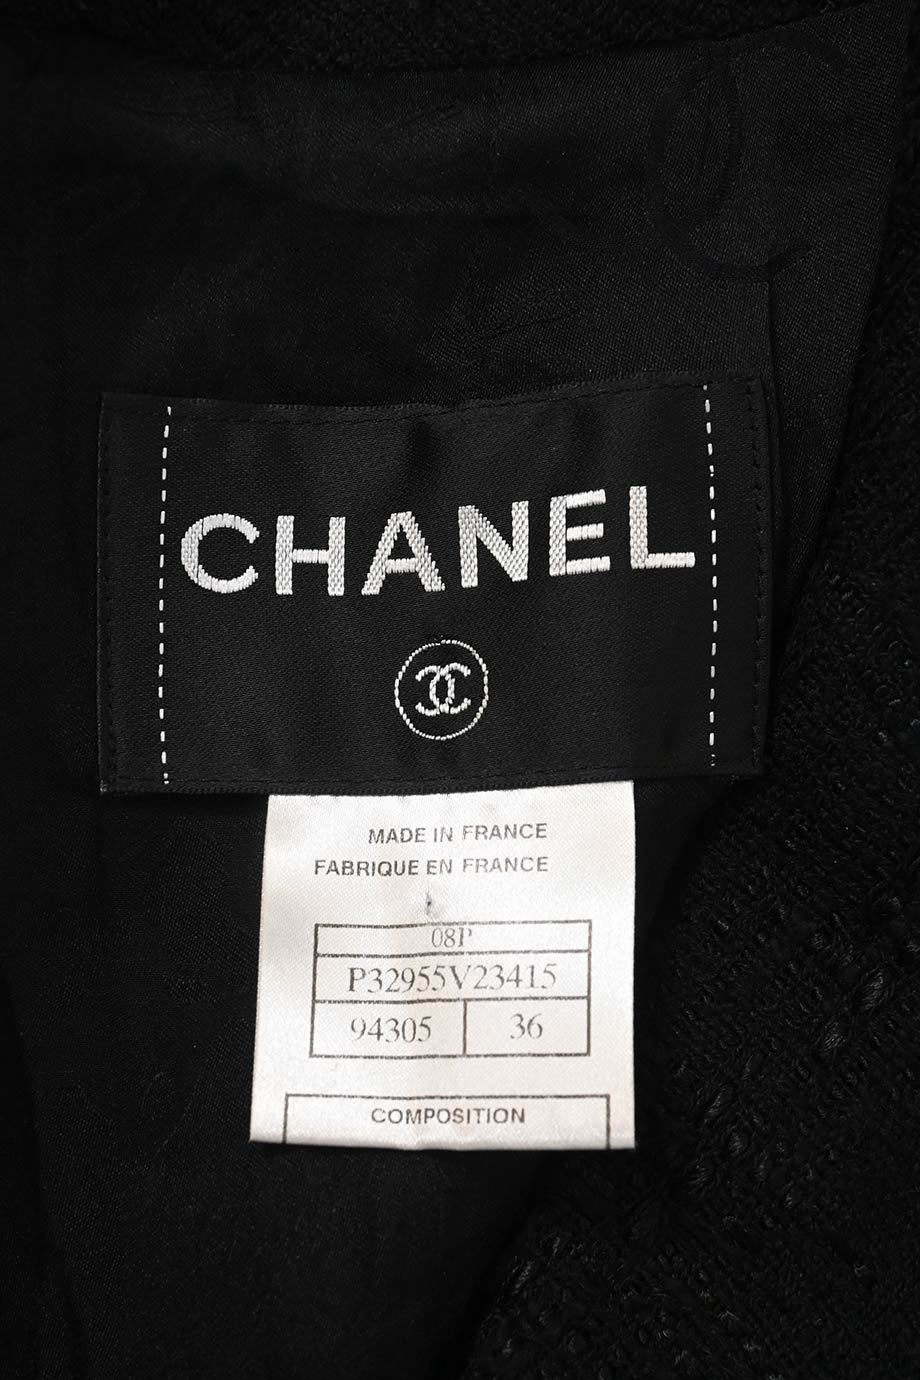 CHANEL
MADE IN FRANCE
FABRIQUE EN FRANCE
08P
P32955V23415
94305 36
COMPOSITION